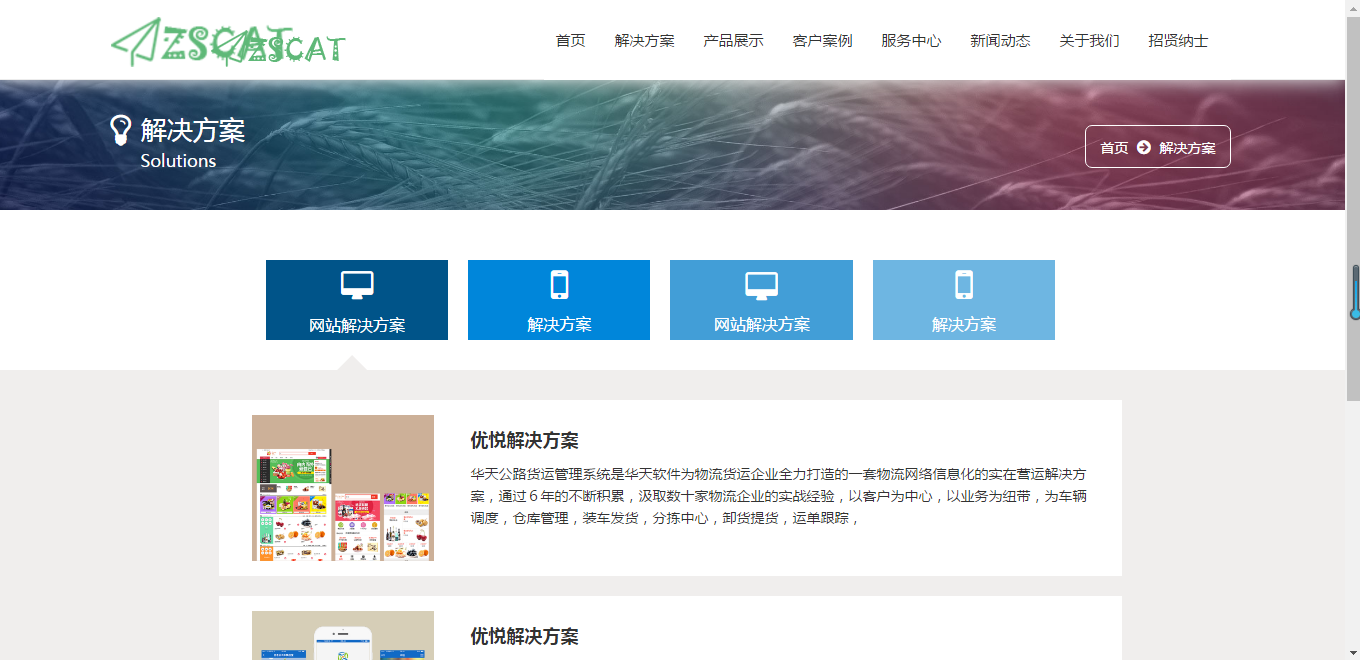 ZSCAT
ZSCAT
首页 解决方案 产品展示 客户案例 服务中心 新闻动态 关于我们 招贤纳士
解决方案
Solutions
首页 解决方案
网站解决方案 解决方案 网站解决方案 解决方案
优悦解决方案
华天公路货运管理系统是华天软件为物流货运企业全力打造的一套物流网络信息化的实在营运解决方
案，通过６年的不断积累，汲取数十家物流企业的实战经验，以客户为中心，以业务为纽带，为车辆
调度，仓库管理，装车发货，分拣中心，卸货提货，运单跟踪，
优悦解决方案